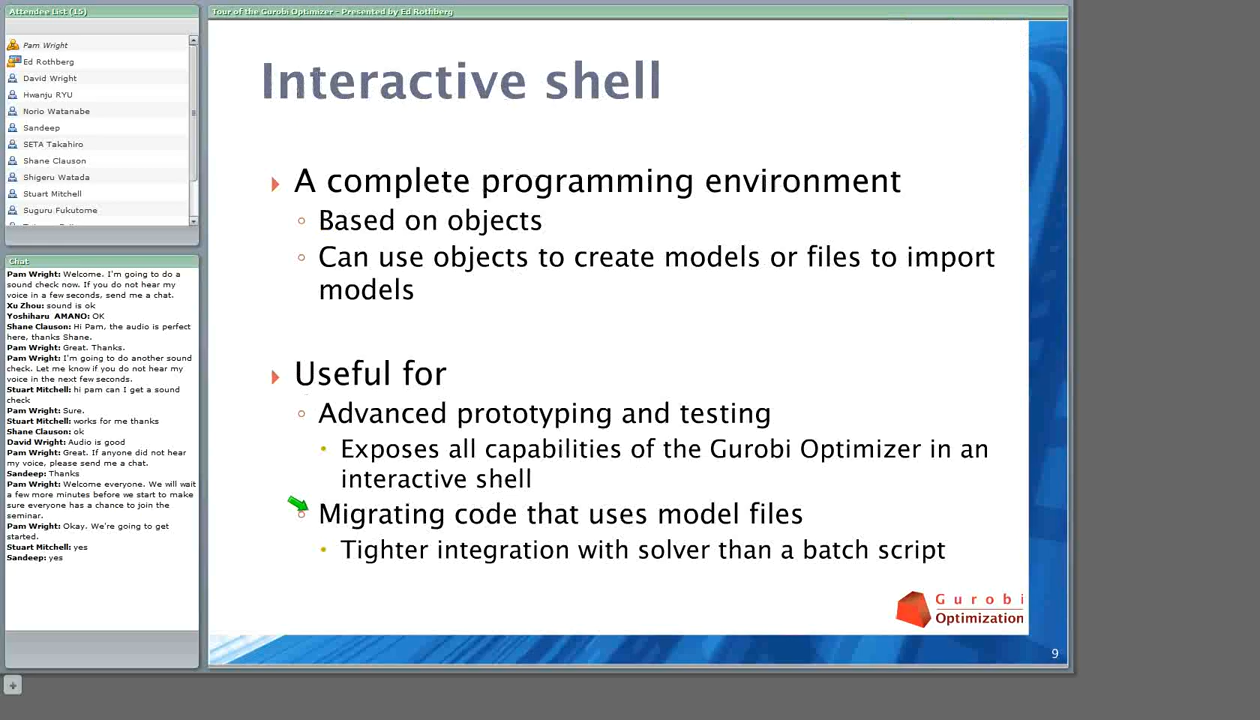 Attendee List (15)
Pam Wright
Ed Rothberg
David Wright
Hwanju RYU
Norio Watanabe
Sandeep
SETA Takahiro
Shane Clauson
Shigeru Watada
Stuart Mitchell
Suguru Fukutome
Chat
Pam Wright: Welcome. I'm going to do a
sound check now. If you do not hear my
voice in a few seconds, send me a chat.
Xu Zhou: sound is ok
Yoshiharu AMANO: OK
Shane Clauson: Hi Pam, the audio is perfect
here, thanks Shane.
Pam Wright: Great. Thanks.
Pam Wright: I'm going to do another sound
check. Let me know if you do not hear my
voice in the next few seconds.
Stuart Mitchell: hi pam can I get a sound
check
Pam Wright: Sure.
Stuart Mitchell: works for me thanks
Shane Clauson: ok
David Wright: Audio is good
Pam Wright: Great. If anyone did not hear
my voice, please send me a chat.
Sandeep: Thanks
Pam Wright: Welcome everyone. We will wait
a few more minutes before we start to make
sure everyone has a chance to join the
seminar.
Pam Wright: Okay. We're going to get
started.
Stuart Mitchell: yes
Sandeep: yes
Tour of the Gurobi Optimizer - Presented by Ed Rothberg
Interactive shell
A complete programming environment
Based on objects
Can use objects to create models or files to import
models
Useful for
Advanced prototyping and testing
Exposes all capabilities of the Gurobi Optimizer in an
interactive shell
Migrating code that uses model files
Tighter integration with solver than a batch script
Gurobi
Optimization
9